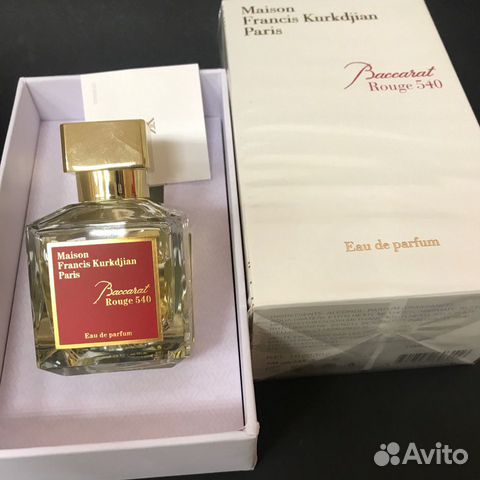 Maison
Francis Kurkdjian
Paris
Baccarat
Rouge 540
Eau de parfum
Maison
Francis Kurkdjian
Paris
Baccarat
Rouge 540
Eau de parfum
Avito